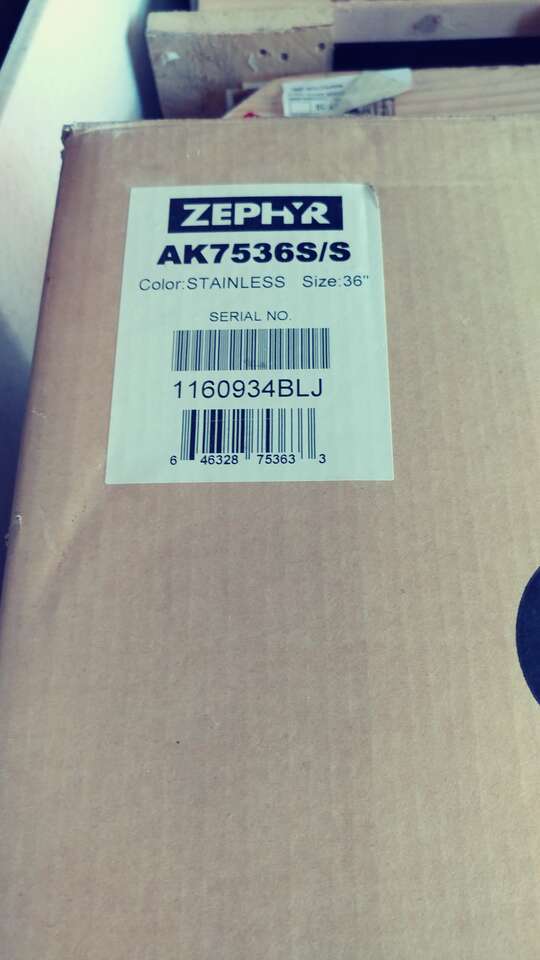 ZEPHYR
AK7536S/S
Color:STAINLESS Size:36"
SERIAL NO.
1160934BLJ
6 46328 75363 3